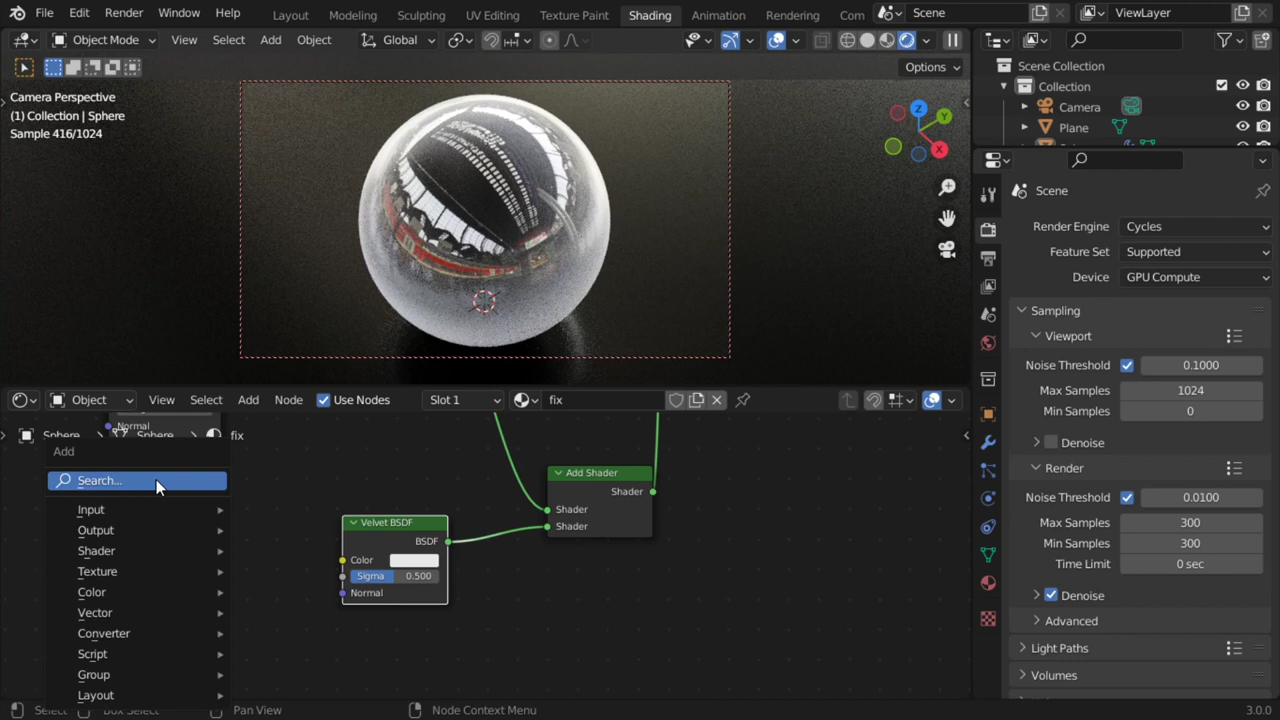 File Edit Render Window Help Layout Modeling Sculpting UV Editing Texture Paint Shading Animation Rendering Com Scene ViewLayer
Object Mode View Select Add Object Global
Options
Camera Perspective
(1) Collection | Sphere
Sample 416/1024
Z
Y
X
Scene Collection
Collection
Camera
Plane
Scene
Render Engine Cycles
Feature Set Supported
Device GPU Compute
Sampling
Viewport
Noise Threshold 0.1000
Max Samples 1024
Min Samples 0
Denoise
Render
Noise Threshold 0.0100
Max Samples 300
Min Samples 300
Time Limit 0 sec
Denoise
Advanced
Light Paths
Volumes
Object View Select Add Node Use Nodes Slot 1 fix
Normal
Sphere Sphere fix
Add
Search...
Input
Output
Shader
Texture
Color
Vector
Converter
Script
Group
Layout
Velvet BSDF
BSDF
Color
Sigma 0.500
Normal
Add Shader
Shader
Shader
Shader
Select Box Select Pan View Node Context Menu 3.0.0